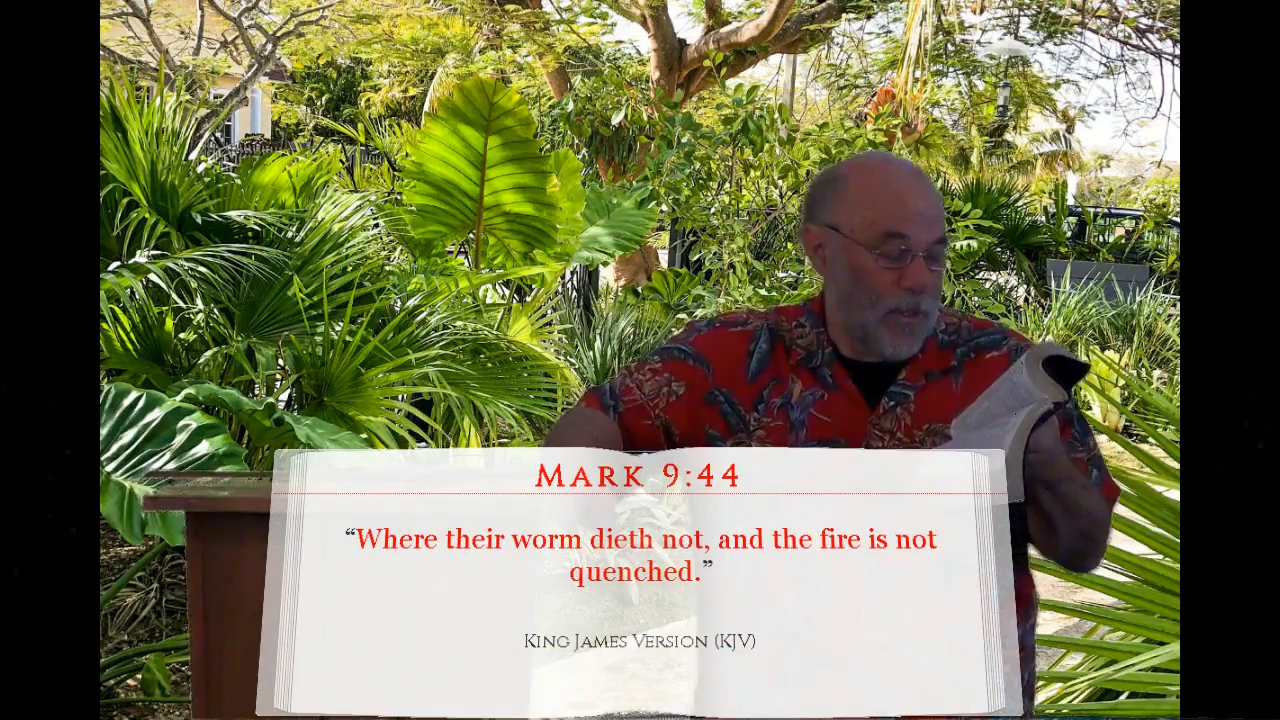 Mark 9:44
“Where their worm dieth not, and the fire is not
quenched.”
King James Version (KJV)